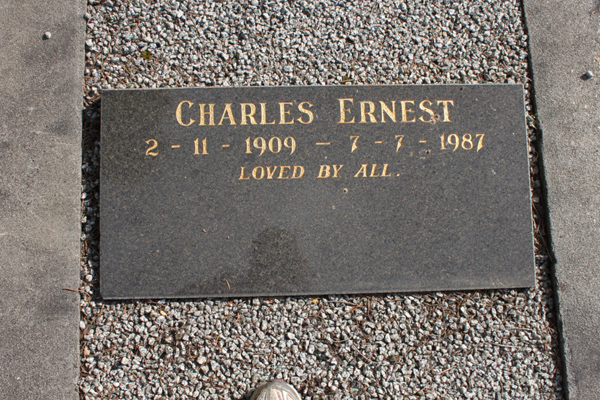 CHARLES ERNEST
2 - 11 - 1909 — 7 - 7 - 1987
LOVED BY ALL.